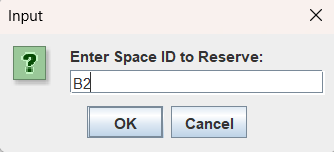 Input
Enter Space ID to Reserve:
B2
OK Cancel